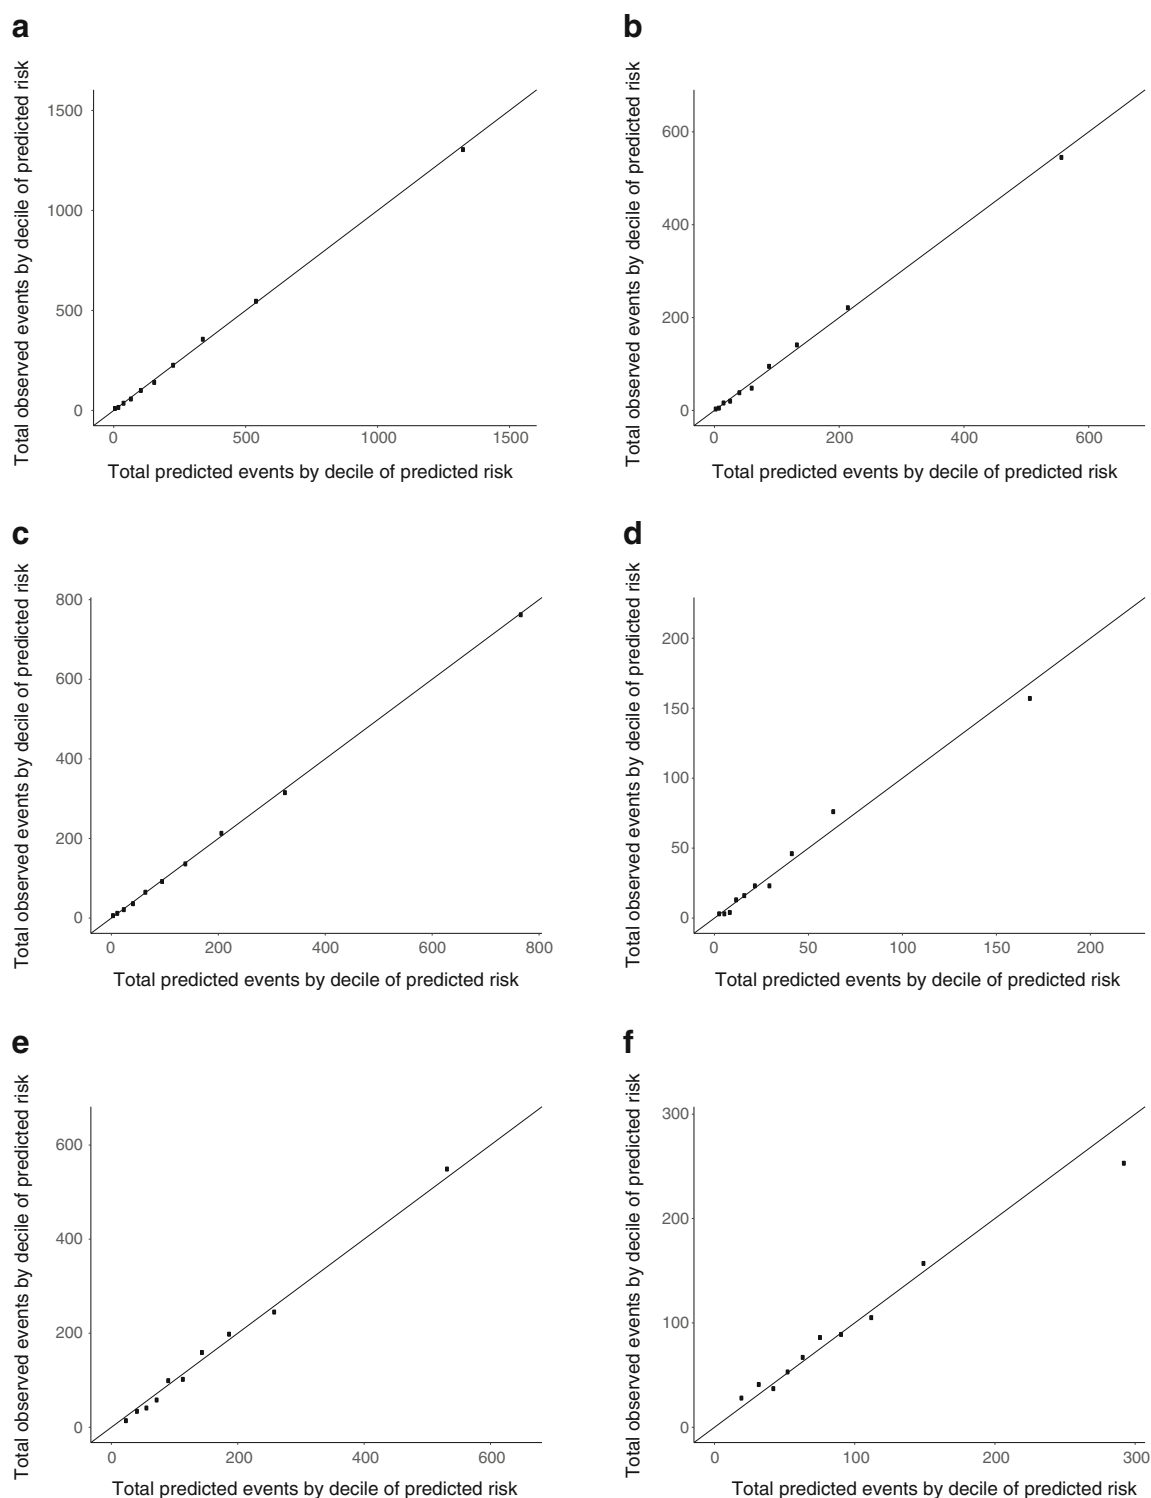 a
Total observed events by decile of predicted risk
1500
1000
500
0
0 500 1000 1500
Total predicted events by decile of predicted risk
b
Total observed events by decile of predicted risk
600
400
200
0
0 200 400 600
Total predicted events by decile of predicted risk
c
Total observed events by decile of predicted risk
800
600
400
200
0
0 200 400 600 800
Total predicted events by decile of predicted risk
d
Total observed events by decile of predicted risk
200
150
100
50
0
0 50 100 150 200
Total predicted events by decile of predicted risk
e
Total observed events by decile of predicted risk
600
400
200
0
0 200 400 600
Total predicted events by decile of predicted risk
f
Total observed events by decile of predicted risk
300
200
100
0
0 100 200 300
Total predicted events by decile of predicted risk